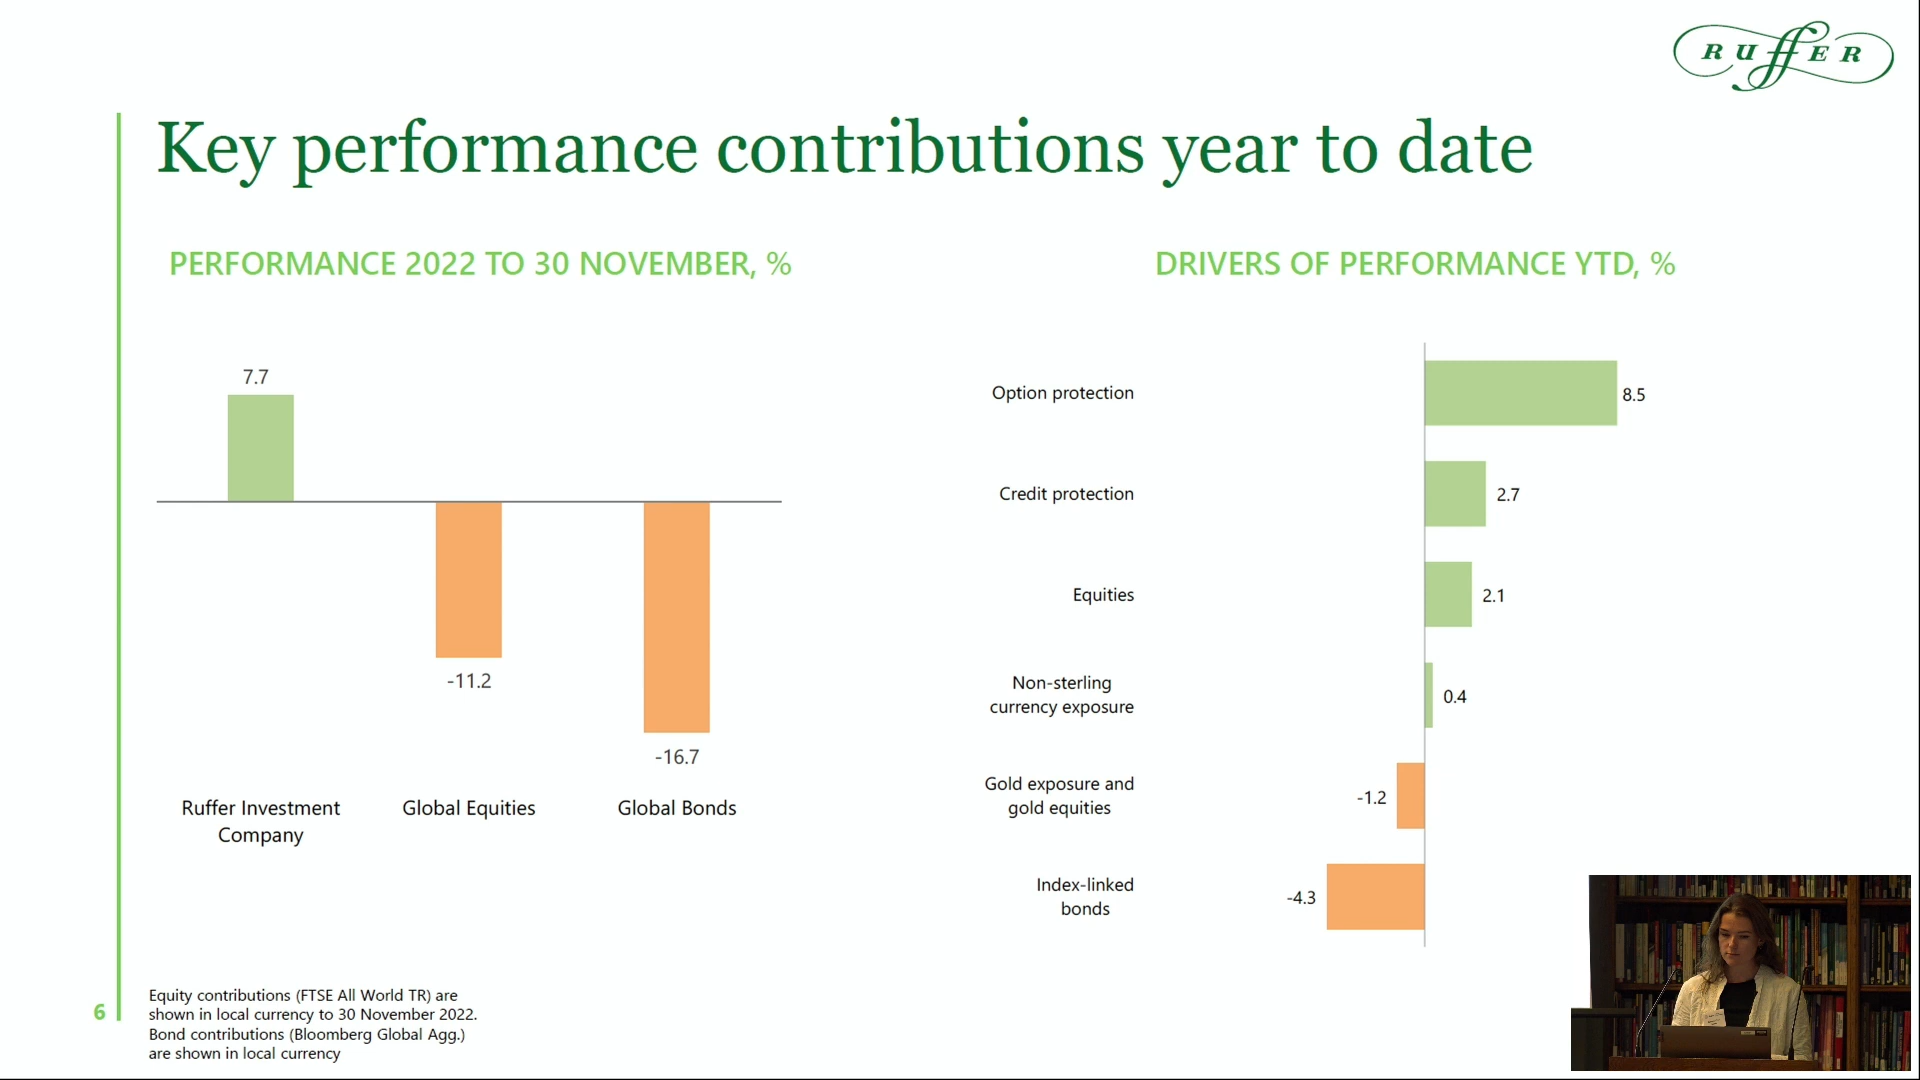 RUffER
Key performance contributions year to date
PERFORMANCE 2022 TO 30 NOVEMBER, %
7.7
-11.2
-16.7
Ruffer Investment
Company
Global Equities
Global Bonds
DRIVERS OF PERFORMANCE YTD, %
Option protection
8.5
Credit protection
2.7
Equities
2.1
Non-sterling
currency exposure
0.4
Gold exposure and
gold equities
-1.2
Index-linked
bonds
-4.3
6
Equity contributions (FTSE All World TR) are
shown in local currency to 30 November 2022.
Bond contributions (Bloomberg Global Agg.)
are shown in local currency